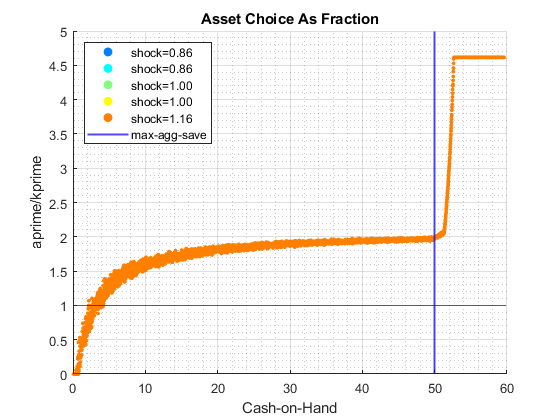 Asset Choice As Fraction
5
4.5
4
3.5
3
2.5
2
1.5
1
0.5
0
aprime/kprime
shock=0.86
shock=0.86
shock=1.00
shock=1.00
shock=1.16
max-agg-save
0 10 20 30 40 50 60
Cash-on-Hand